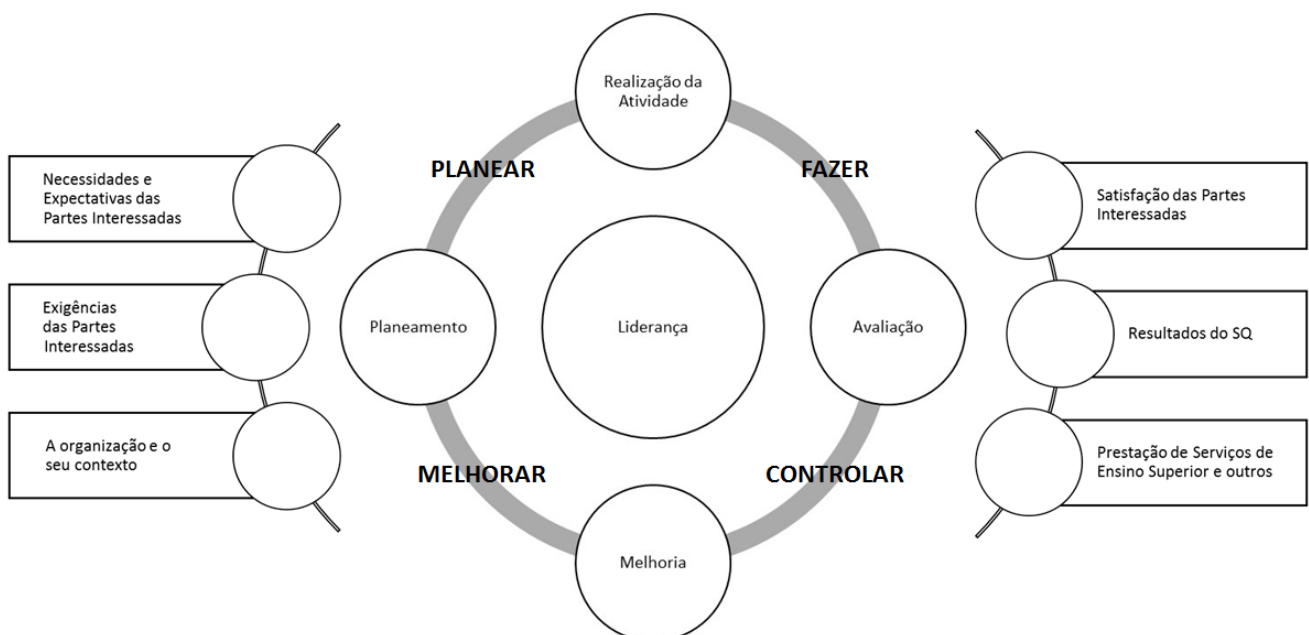 Necessidades e
Expectativas das
Partes Interessadas
Exigências
das Partes
Interessadas
A organização e o
seu contexto
Realização da
Atividade
PLANEAR
FAZER
Planeamento
Liderança
Avaliação
MELHORAR
CONTROLAR
Melhoria
Satisfação das Partes
Interessadas
Resultados do SQ
Prestação de Serviços de
Ensino Superior e outros